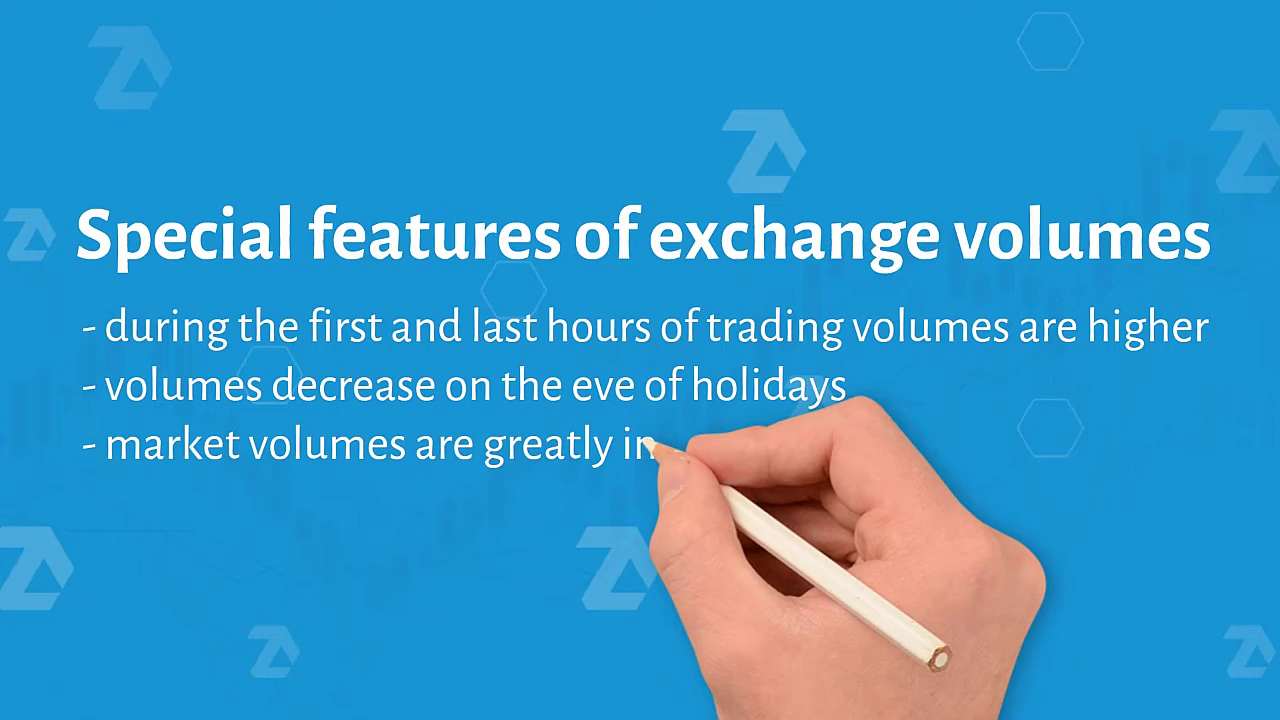 Special features of exchange volumes
- during the first and last hours of trading volumes are higher
- volumes decrease on the eve of holidays
- market volumes are greatly in